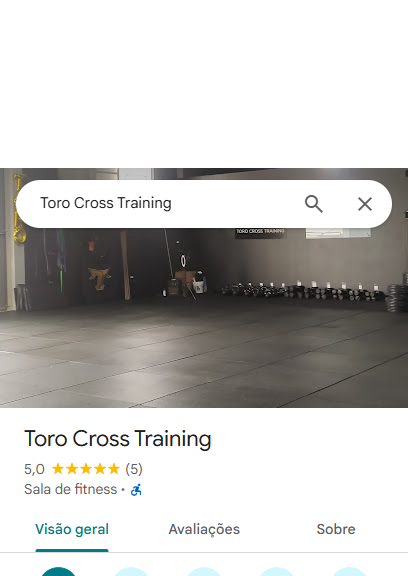 Toro Cross Training
TORO CROSS TRAINING
Toro Cross Training
5,0 (5)
Sala de fitness ·
Visão geral
Avaliações
Sobre